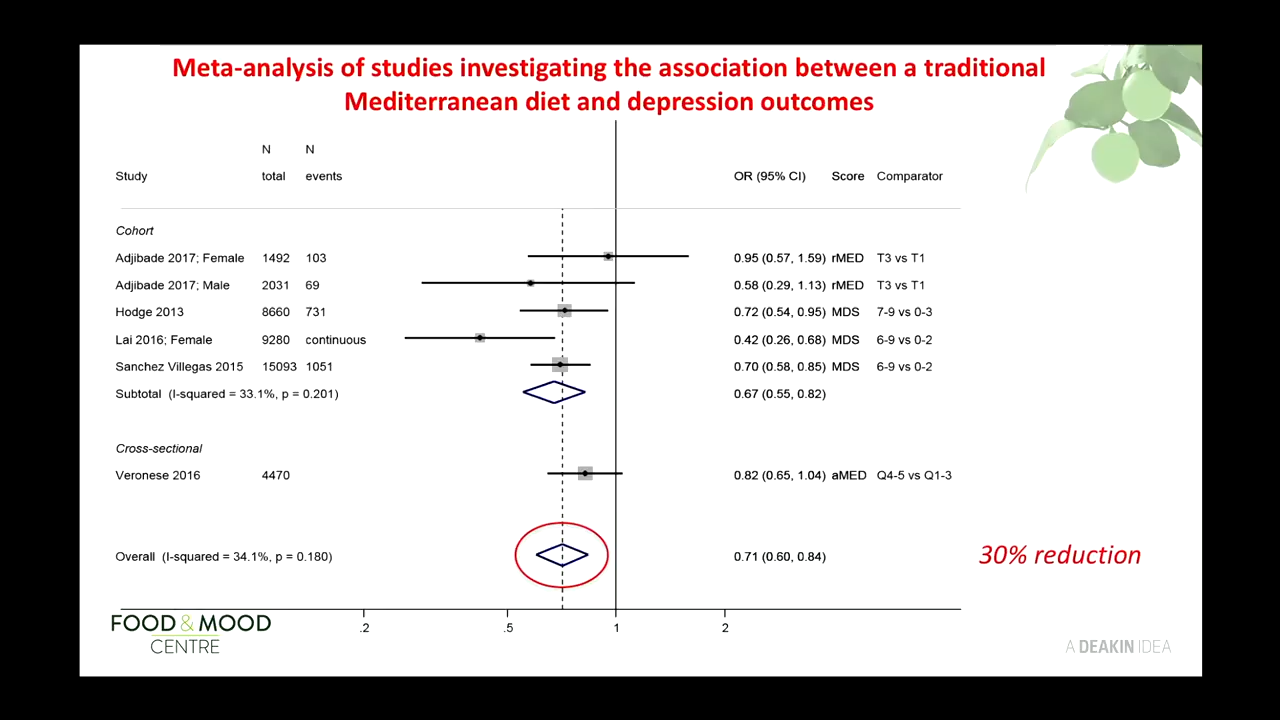 Meta-analysis of studies investigating the association between a traditional
Mediterranean diet and depression outcomes
N N
Study total events OR (95% CI) Score Comparator
Cohort
Adjibade 2017; Female 1492 103 0.95 (0.57, 1.59) rMED T3 vs T1
Adjibade 2017; Male 2031 69 0.58 (0.29, 1.13) rMED T3 vs T1
Hodge 2013 8660 731 0.72 (0.54, 0.95) MDS 7-9 vs 0-3
Lai 2016; Female 9280 continuous 0.42 (0.26, 0.68) MDS 6-9 vs 0-2
Sanchez Villegas 2015 15093 1051 0.70 (0.58, 0.85) MDS 6-9 vs 0-2
Subtotal (I-squared = 33.1%, p = 0.201) 0.67 (0.55, 0.82)
Cross-sectional
Veronese 2016 4470 0.82 (0.65, 1.04) aMED Q4-5 vs Q1-3
Overall (I-squared = 34.1%, p = 0.180) 0.71 (0.60, 0.84) 30% reduction
.2 .5 1 2
FOOD & MOOD
CENTRE
A DEAKIN IDEA